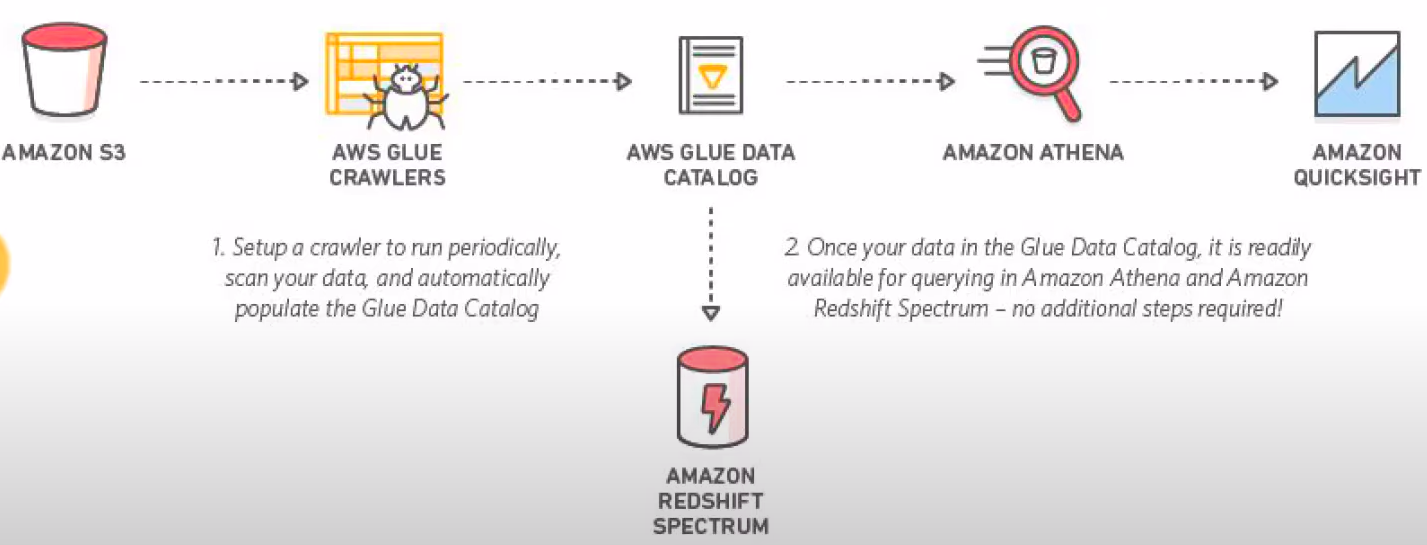 AMAZON S3
AWS GLUE
CRAWLERS
AWS GLUE DATA
CATALOG
AMAZON ATHENA
AMAZON
QUICKSIGHT
1. Setup a crawler to run periodically,
scan your data, and automatically
populate the Glue Data Catalog
2. Once your data in the Glue Data Catalog, it is readily
available for querying in Amazon Athena and Amazon
Redshift Spectrum – no additional steps required!
AMAZON
REDSHIFT
SPECTRUM